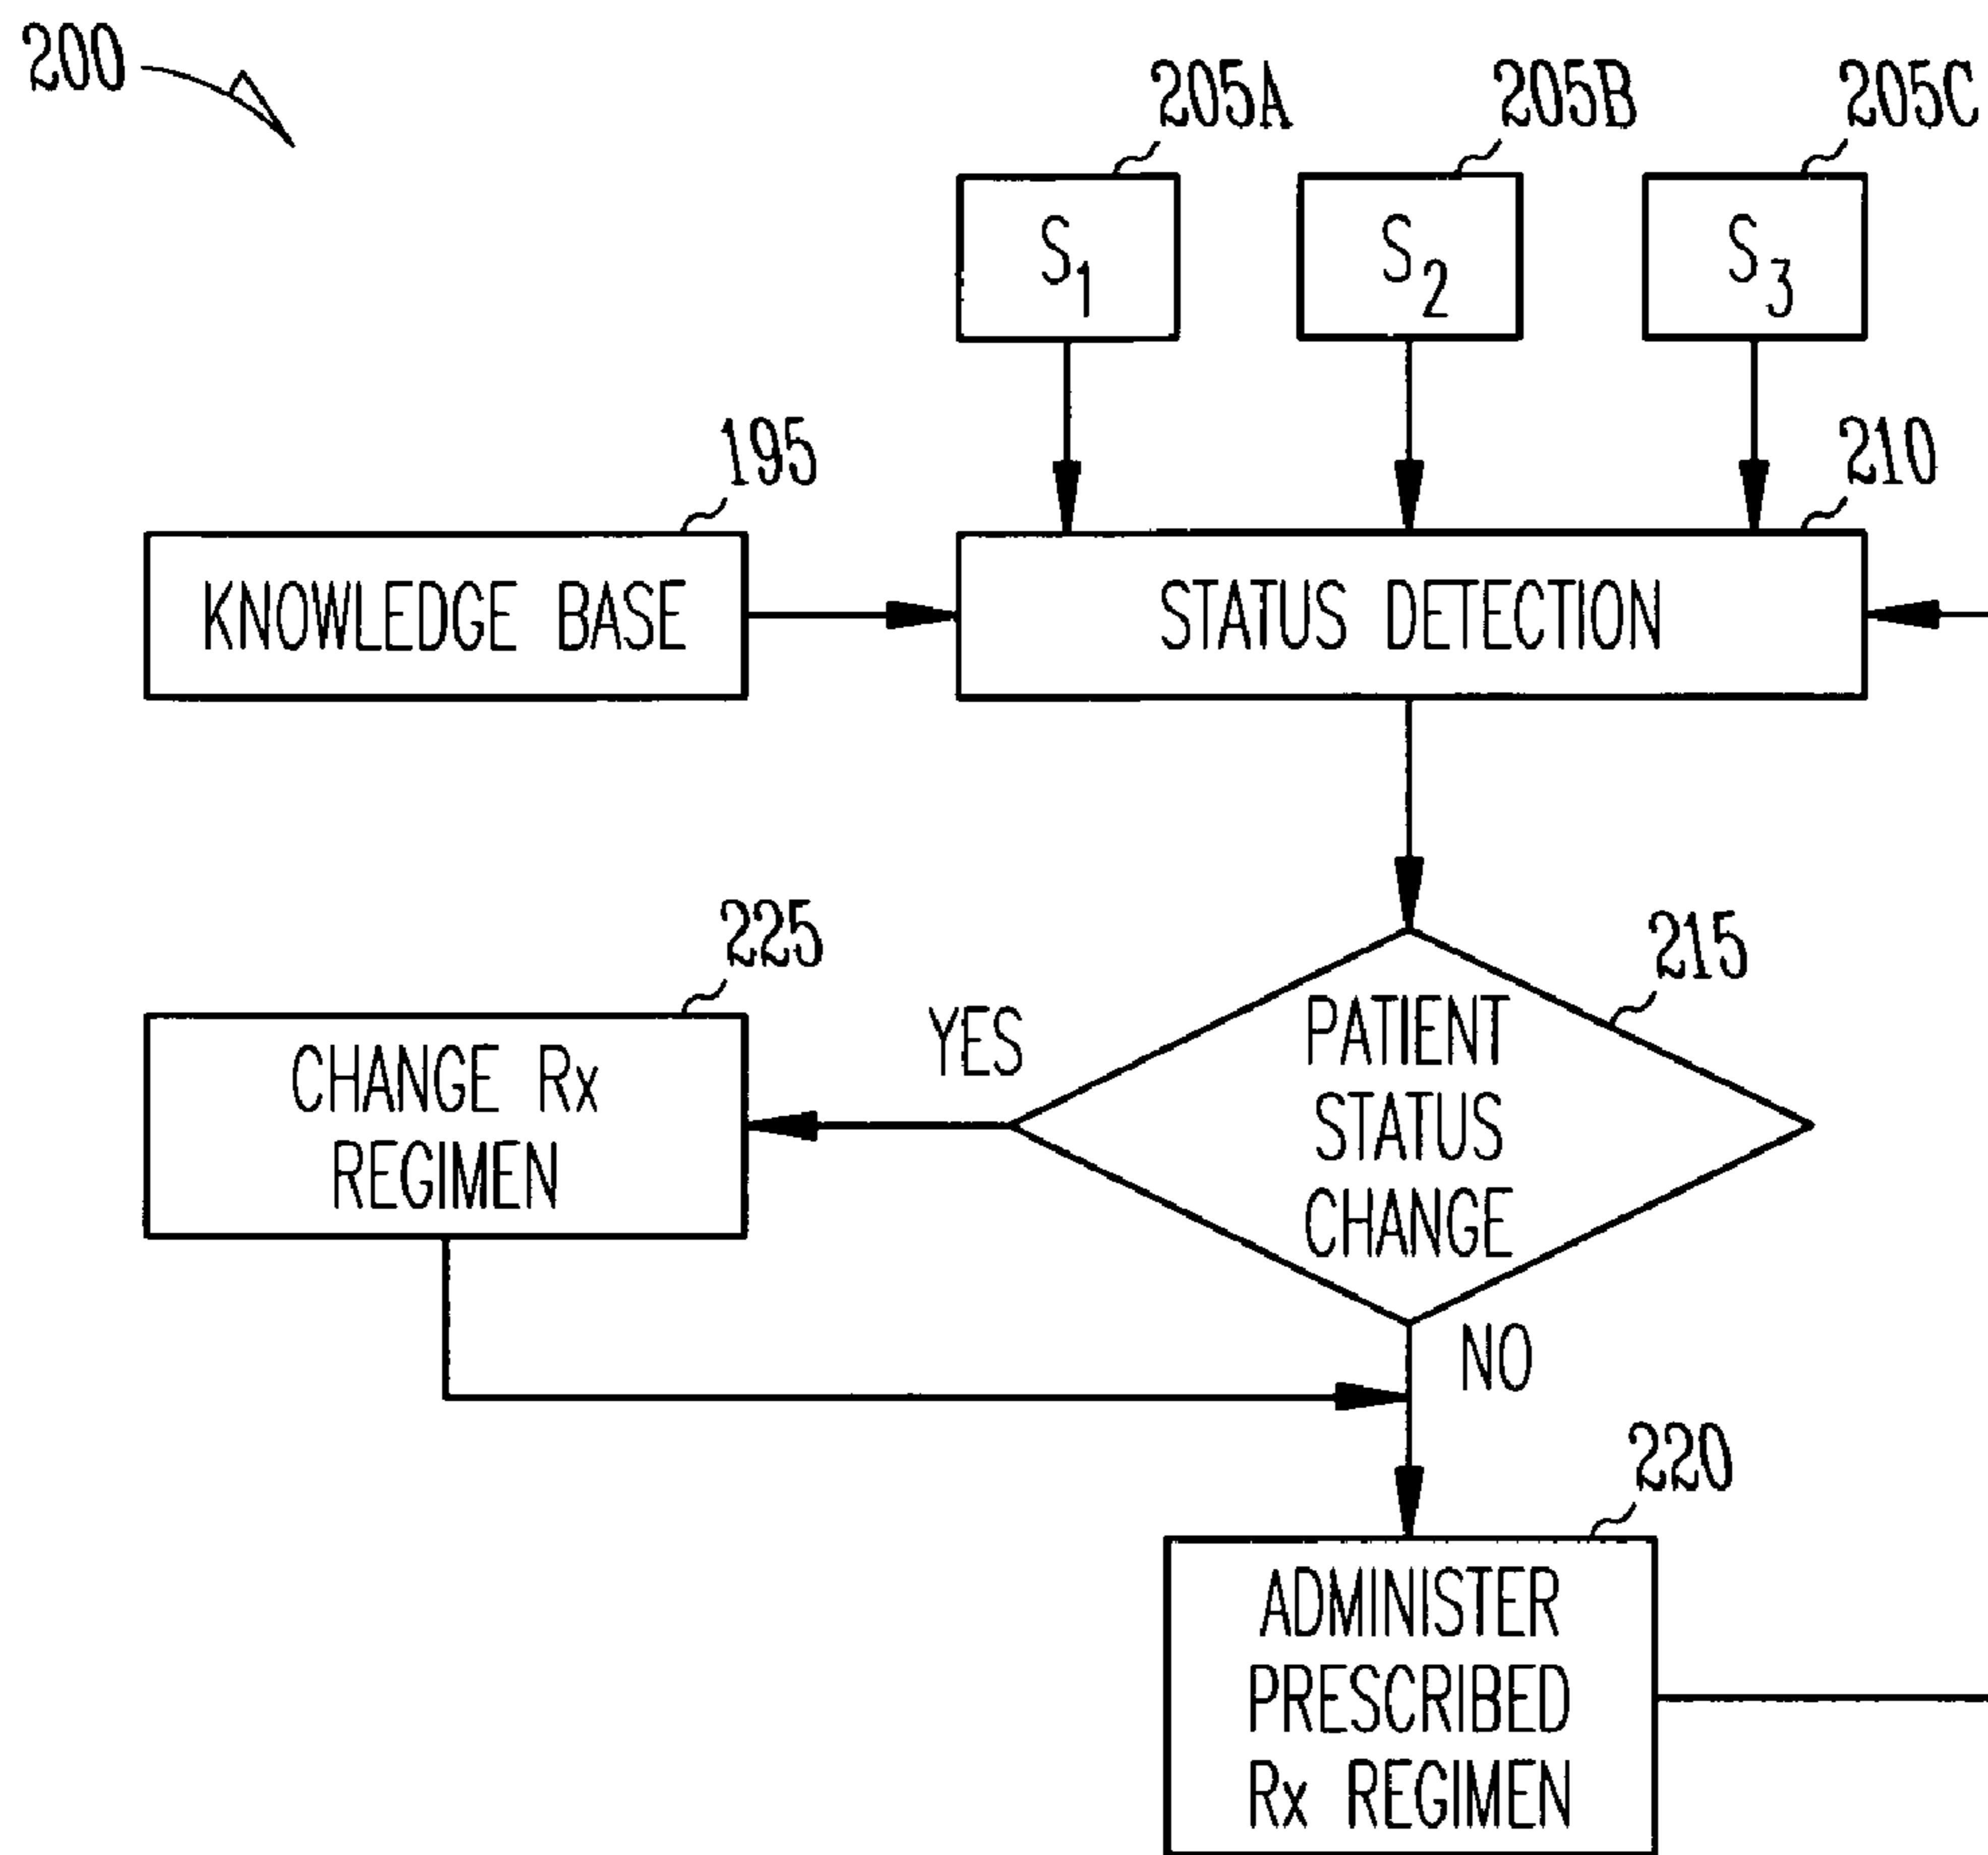 200
205A
205B
205C
S1
S2
S3
195
210
KNOWLEDGE BASE
STATUS DETECTION
225
215
YES
CHANGE Rx
REGIMEN
PATIENT
STATUS
CHANGE
NO
220
ADMINISTER
PRESCRIBED
Rx REGIMEN